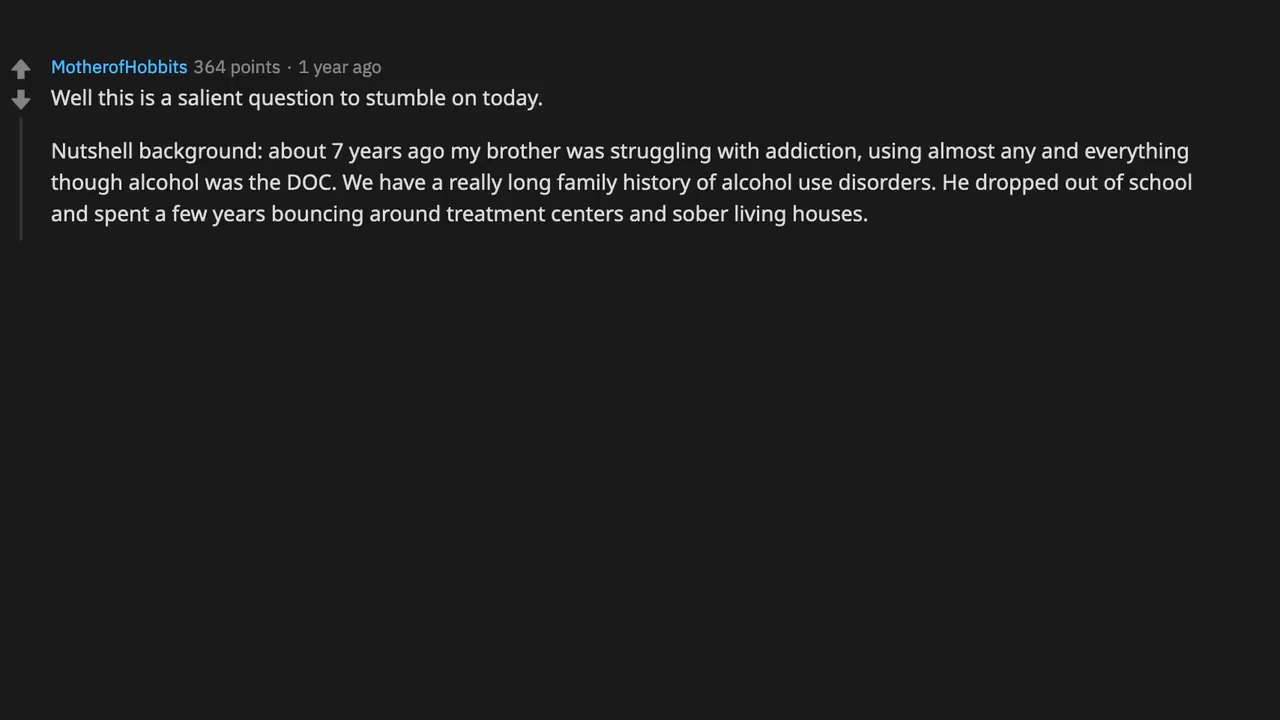 MotherofHobbits 364 points · 1 year ago
Well this is a salient question to stumble on today.
Nutshell background: about 7 years ago my brother was struggling with addiction, using almost any and everything
though alcohol was the DOC. We have a really long family history of alcohol use disorders. He dropped out of school
and spent a few years bouncing around treatment centers and sober living houses.